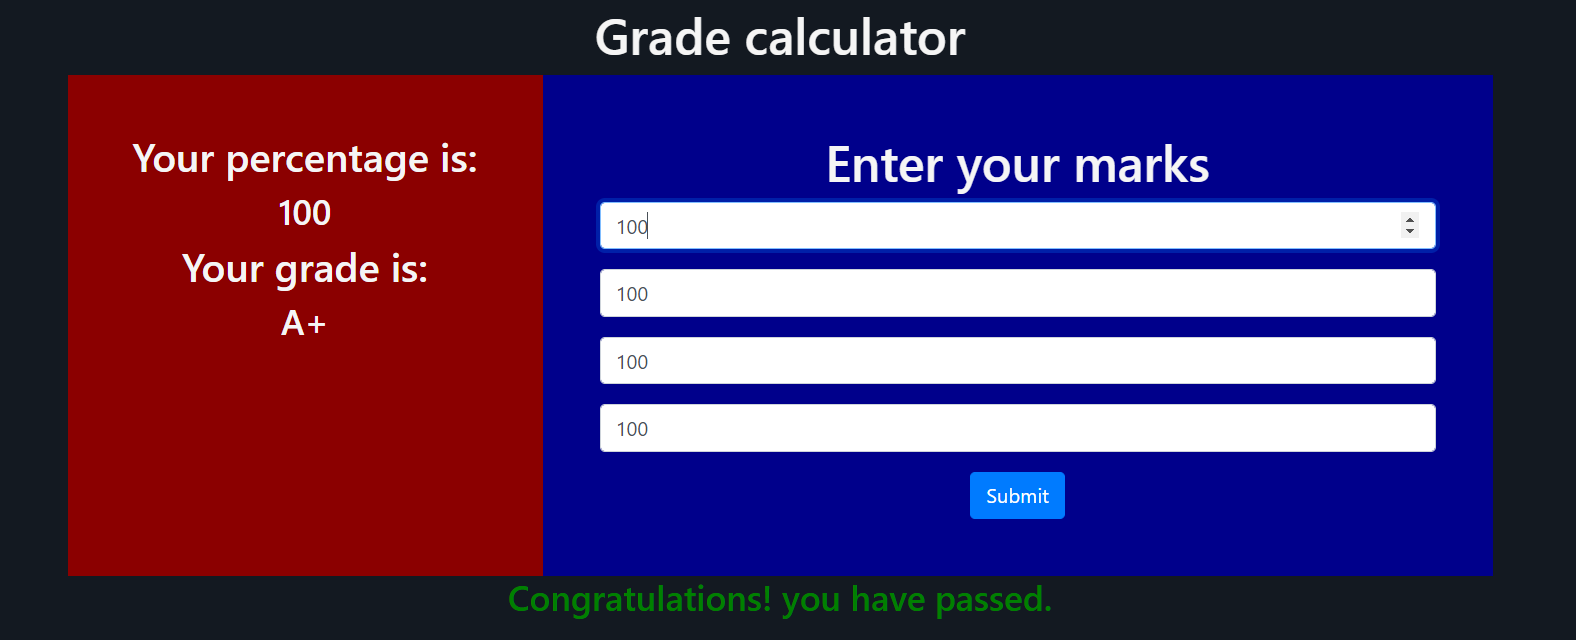 Grade calculator
Your percentage is:
100
Your grade is:
A+
Enter your marks
100
100
100
100
Submit
Congratulations! you have passed.